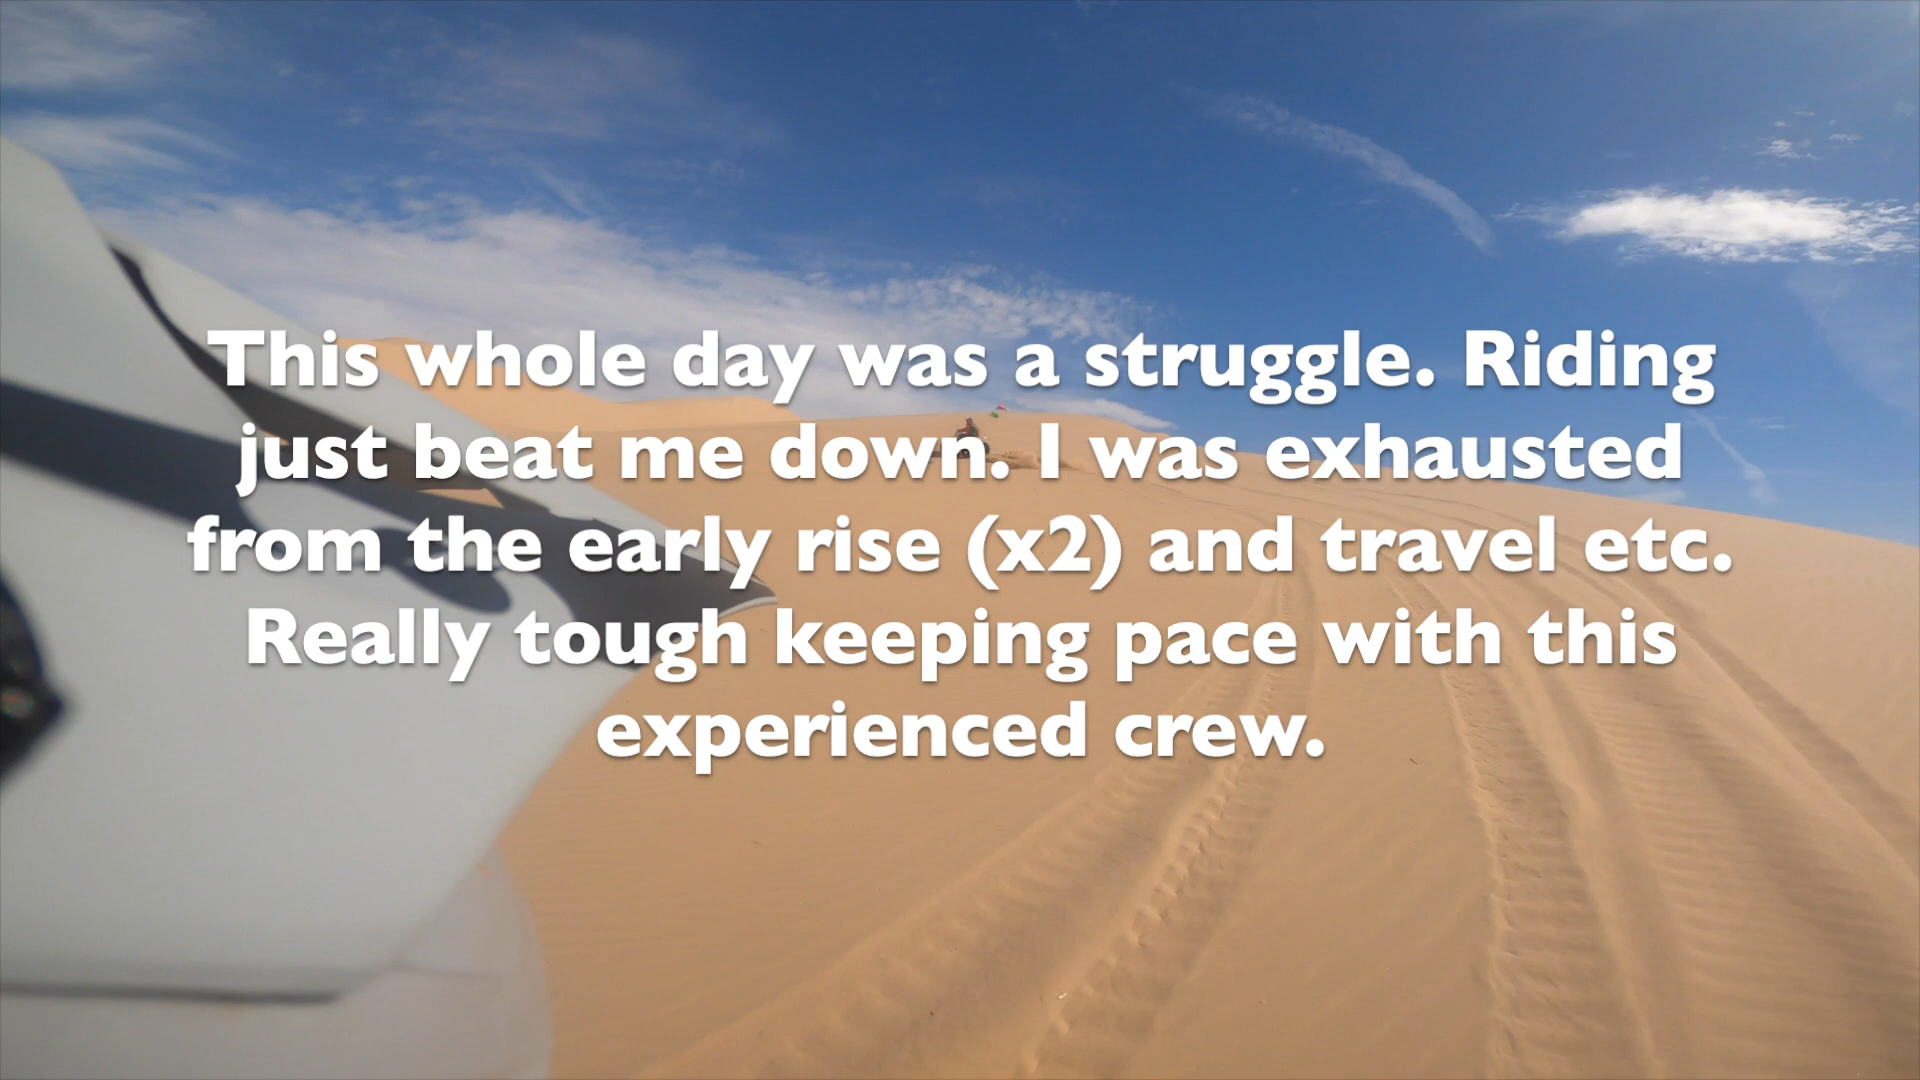 This whole day was a struggle. Riding
just beat me down. I was exhausted
from the early rise (x2) and travel etc.
Really tough keeping pace with this
experienced crew.